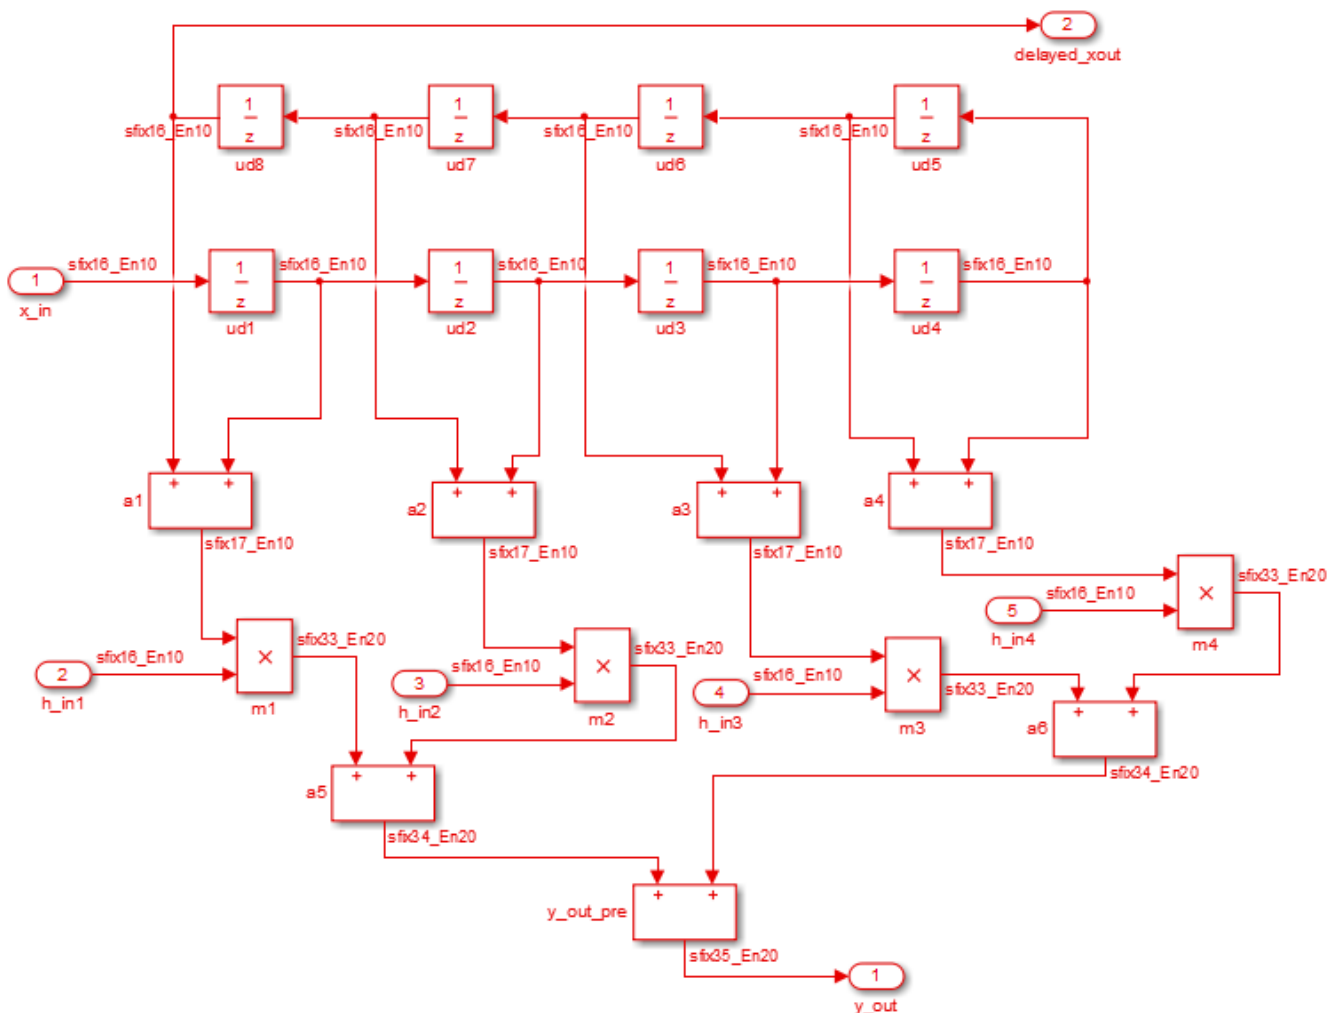 2
delayed_xout
1
z
1
z
1
z
1
z
sfix16_En10
sfix16_En10
sfix16_En10
sfix16_En10
ud8
ud7
ud6
ud5
sfix16_En10
sfix16_En10
sfix16_En10
sfix16_En10
sfix16_En10
1
1
z
1
z
1
z
1
z
x_in
ud1
ud2
ud3
ud4
+ +
+ +
+ +
+ +
a1
a2
a3
a4
sfix17_En10
sfix17_En10
sfix17_En10
sfix17_En10
sfix33_En20
×
sfix16_En10
5
h_in4
m4
sfix33_En20
×
sfix16_En10
2
h_in1
m1
sfix33_En20
×
sfix16_En10
3
h_in2
m2
×
sfix16_En10
4
sfix33_En20
h_in3
m3
+ +
a6
sfix34_En20
+ +
a5
sfix34_En20
+ +
y_out_pre
sfix35_En20
1
y_out